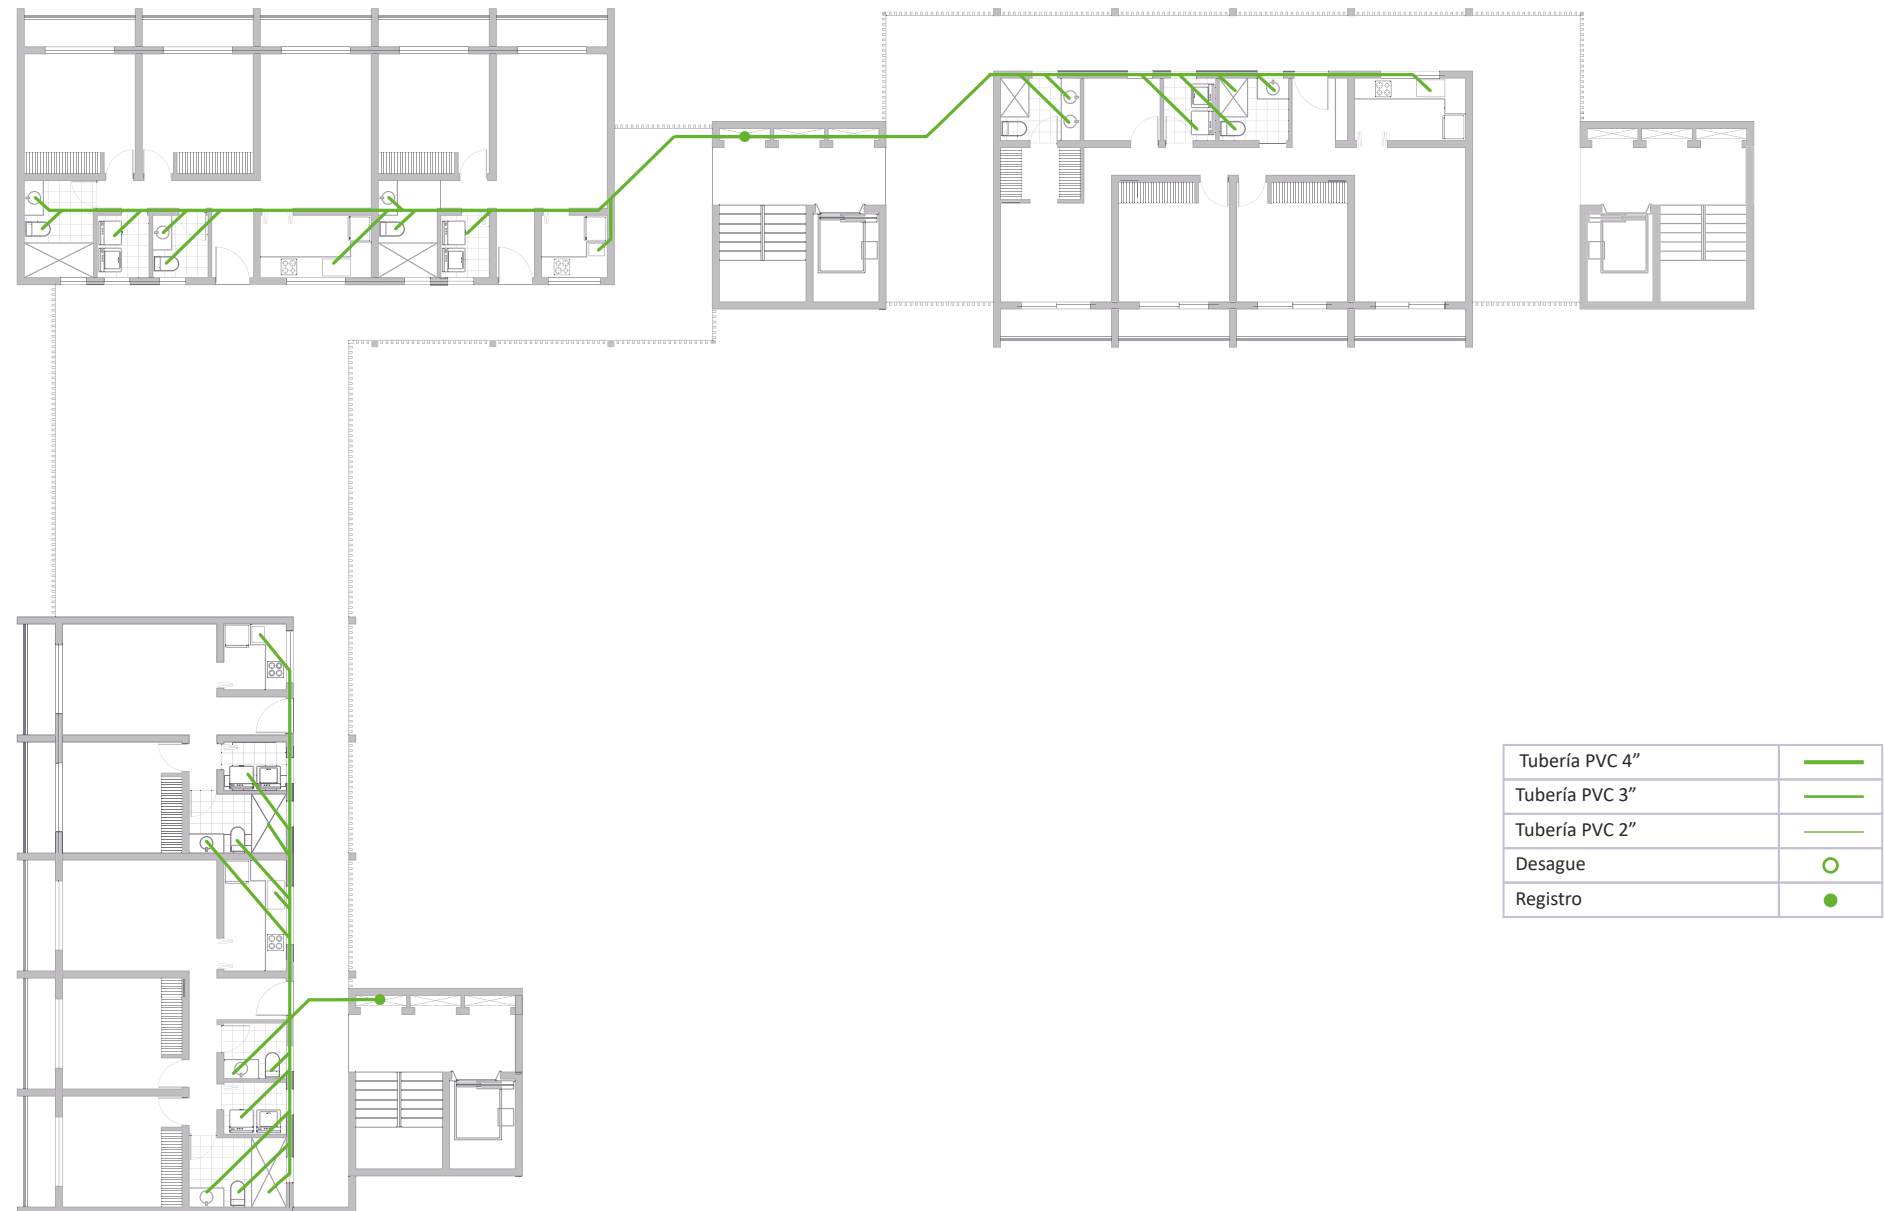 Tubería PVC 4”
Tubería PVC 3”
Tubería PVC 2”
Desague
Registro